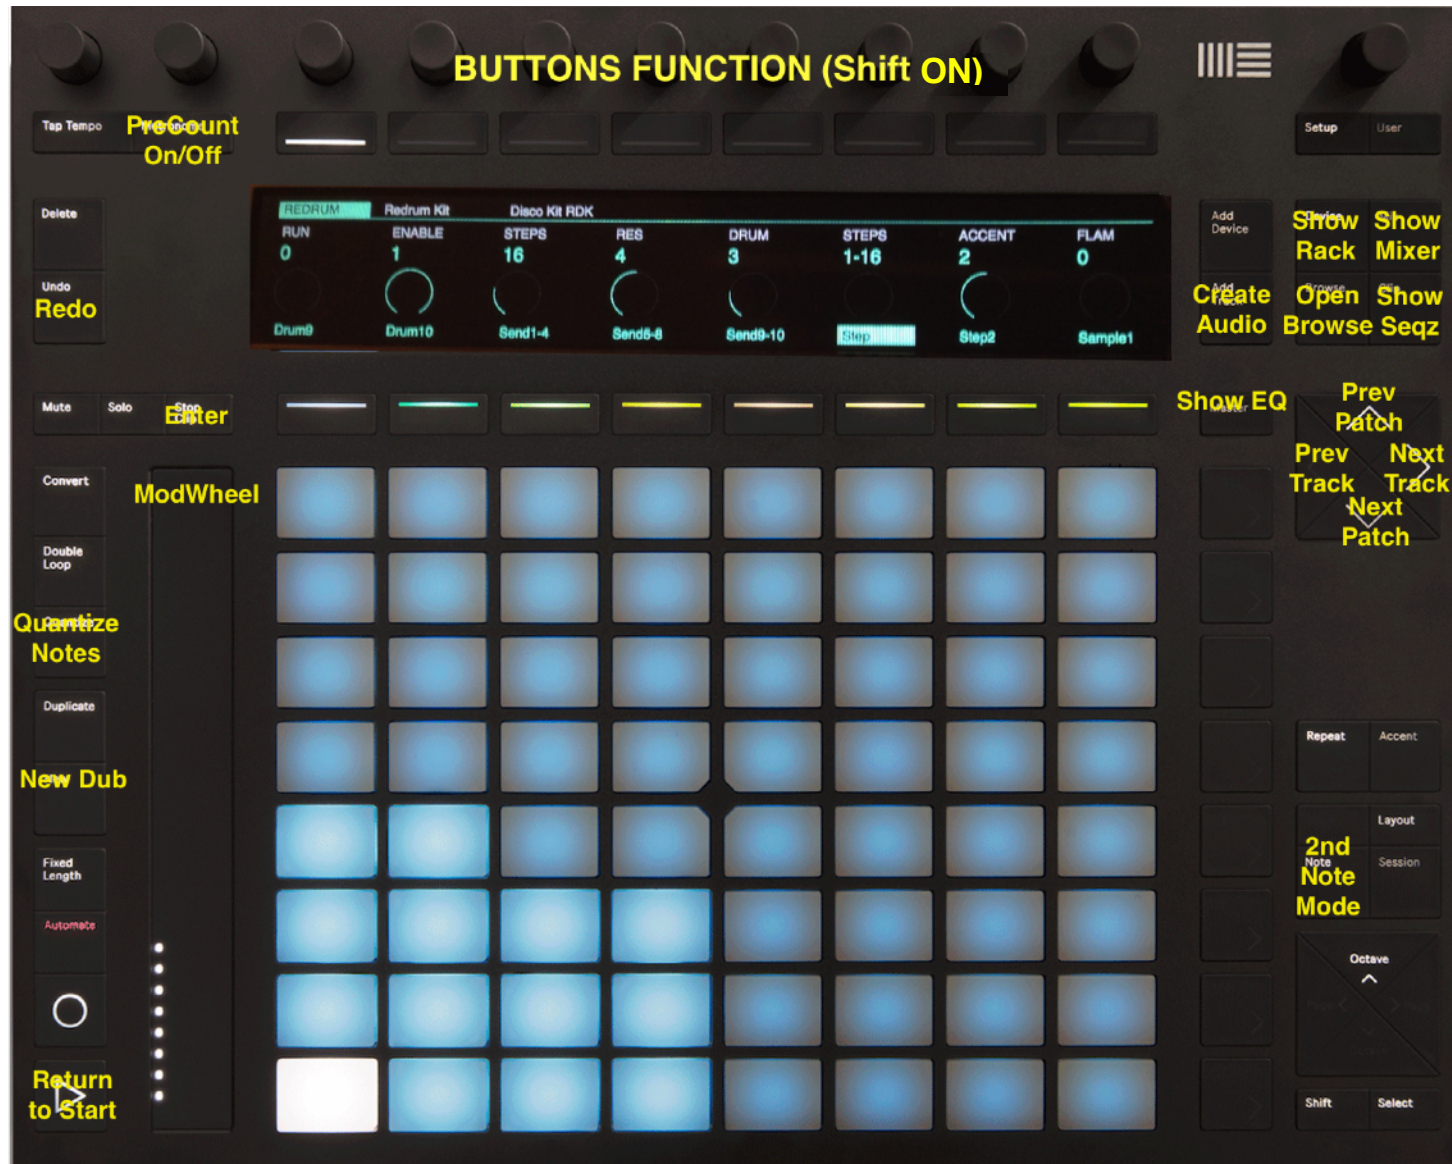 BUTTONS FUNCTION (Shift ON)
Tap Tempo
PreCount
On/Off
Setup
User
Delete
Undo
Redo
REDRUM Redrum Kit Disco Kit RDK
RUN ENABLE STEPS RES DRUM STEPS ACCENT FLAM
0 1 16 4 3 1-16 2 0
Drum9 Drum10 Send1-4 Send5-8 Send9-10 Step Step2 Sample1
Add
Device
Create
Audio
Show
Rack
Show
Mixer
Open
Browse
Show
Seqz
Mute Solo
Enter
Show EQ
Prev
Patch
Prev
Track
Next
Track
Next
Patch
Convert
ModWheel
Double
Loop
Quantize
Notes
Duplicate
New Dub
Fixed
Length
Automate
Return
to Start
Repeat
Accent
Layout
2nd
Note
Mode
Note
Session
Octave
Shift
Select